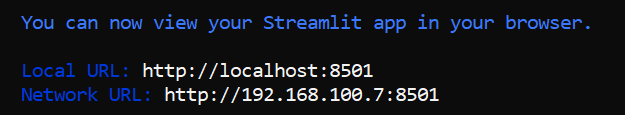 You can now view your Streamlit app in your browser.
Local URL: http://localhost:8501
Network URL: http://192.168.100.7:8501